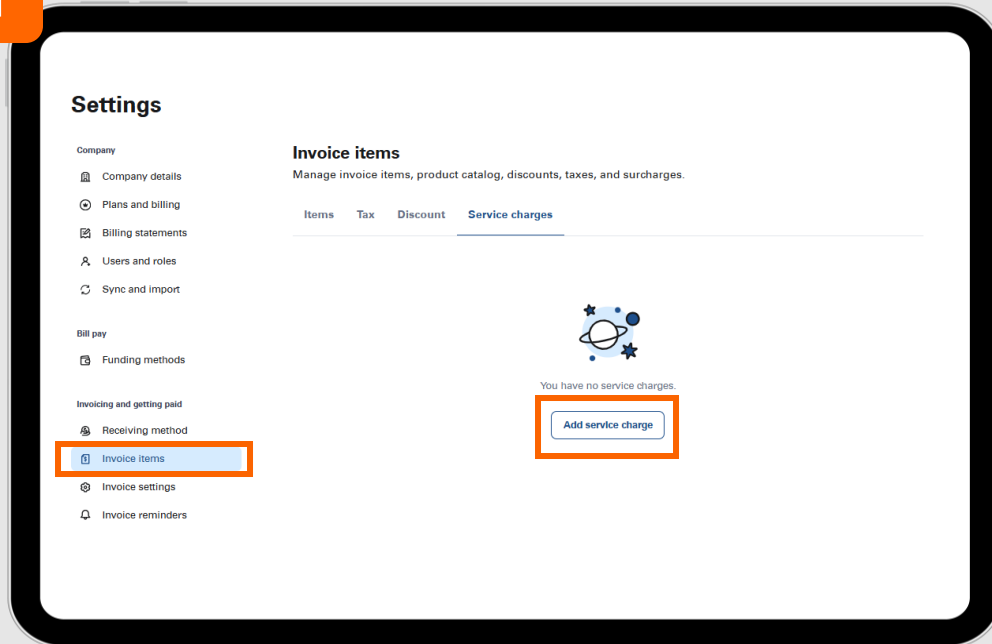 Settings
Company
Company details
Plans and billing
Billing statements
Users and roles
Sync and import
Bill pay
Funding methods
Invoicing and getting paid
Receiving method
Invoice items
Invoice settings
Invoice reminders
Invoice items
Manage invoice items, product catalog, discounts, taxes, and surcharges.
Items Tax Discount Service charges
You have no service charges.
Add service charge